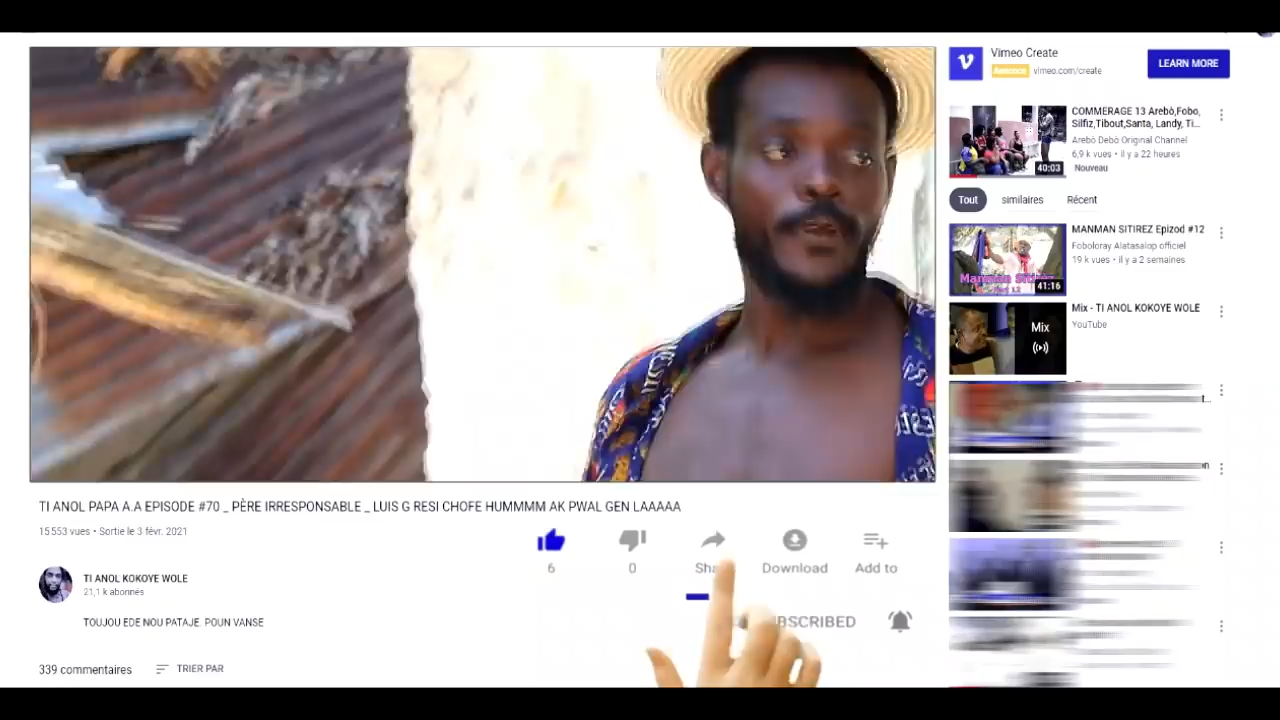 Vimeo Create
Annonce vimeo.com/create
LEARN MORE
COMMERAGE 13 Arebò,Fobo,
Silfiz,Tibout,Santa, Landy, Ti...
Arebò Debò Original Channel
6,9 k vues • il y a 22 heures
Nouveau
40:03
Tout
similaires
Récent
MANMAN SITIREZ Epizod #12
Foboloray Alatasaiop officiel
19 k vues • il y a 2 semaines
41:16
Mix - TI ANOL KOKOYE WOLE
YouTube
Mix
TI ANOL PAPA A.A EPISODE #70 _ PÈRE IRRESPONSABLE _ LUIS G RESI CHOFE HUMMMM AK PWAL GEN LAAAAA
15 553 vues • Sortie le 3 févr. 2021
6
0
Sha
Download
Add to
TI ANOL KOKOYE WOLE
21,1 k abonnés
BSCRIBED
TOUJOU EDE NOU PATAJE. POUN VANSE
339 commentaires
TRIER PAR